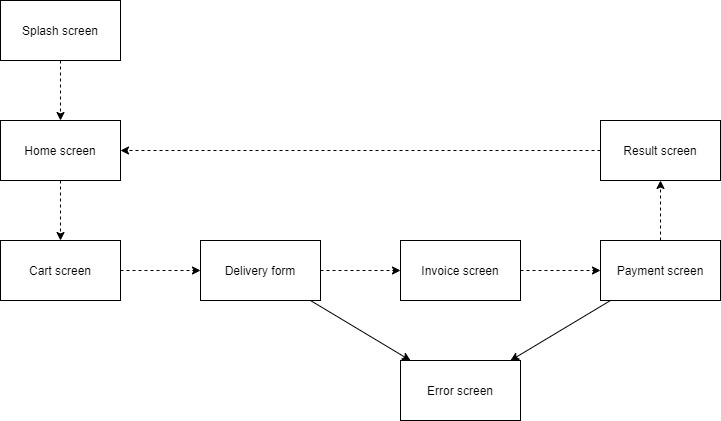 Splash screen
Home screen
Result screen
Cart screen
Delivery form
Invoice screen
Payment screen
Error screen